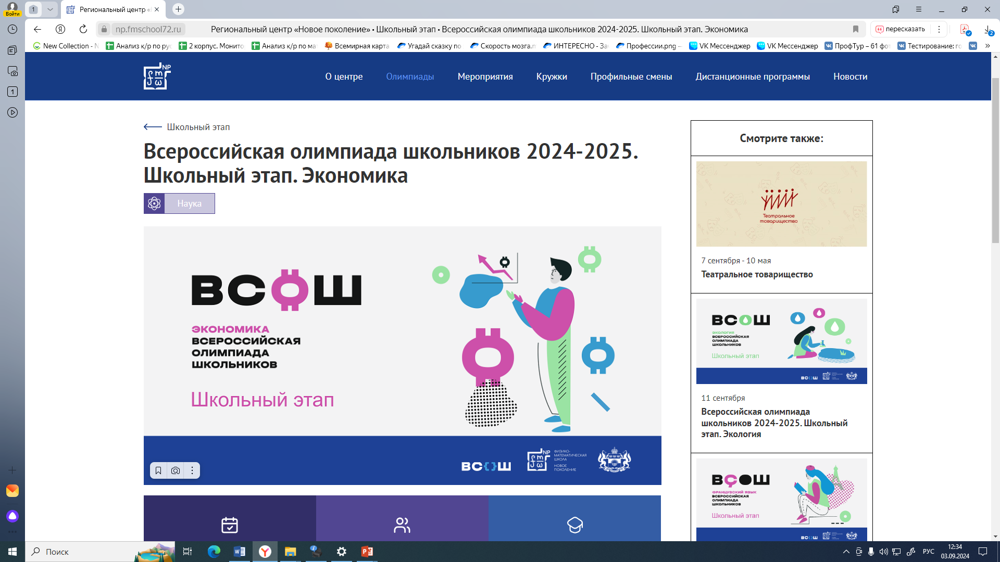 Войти
1
Региональный центр «
np.fmschool72.ru
Региональный центр «Новое поколение» • Школьный этап • Всероссийская олимпиада школьников 2024-2025. Школьный этап. Экономика
пересказать
2
New Collection - N
Анализ к/р по рус
2 корпус. Монито
Анализ к/р по мат
Всемирная карта
Угадай сказку по
Скорость мозга.п
ИНТЕРЕСНО - За
Профессии.png –
VK Мессенджер
VK Мессенджер
ПрофТур – 61 фот
Тестирование: го
1
NP
О центре
Олимпиады
Мероприятия
Кружки
Профильные смены
Дистанционные программы
Новости
Школьный этап
Всероссийская олимпиада школьников 2024-2025.
Школьный этап. Экономика
Наука
ВСОШ
ЭКОНОМИКА
ВСЕРОССИЙСКАЯ
ОЛИМПИАДА
ШКОЛЬНИКОВ
Школьный этап
ВС{}Ш
NP
ФИЗИКО-
МАТЕМАТИЧЕСКАЯ
ШКОЛА
НОВОЕ
ПОКОЛЕНИЕ
Смотрите также:
Театральное
товарищество
7 сентября - 10 мая
Театральное товарищество
ВСОШ
ЭКОЛОГИЯ
ВСЕРОССИЙСКАЯ
ОЛИМПИАДА
ШКОЛЬНИКОВ
Школьный этап
ВСОШ
11 сентября
Всероссийская олимпиада
школьников 2024-2025. Школьный
этап. Экология
ВСОШ
ФРАНЦУЗСКИЙ ЯЗЫК
ВСЕРОССИЙСКАЯ
ОЛИМПИАДА
ШКОЛЬНИКОВ
Школьный этап
ВСОШ
Поиск
РУС
12:34
03.09.2024